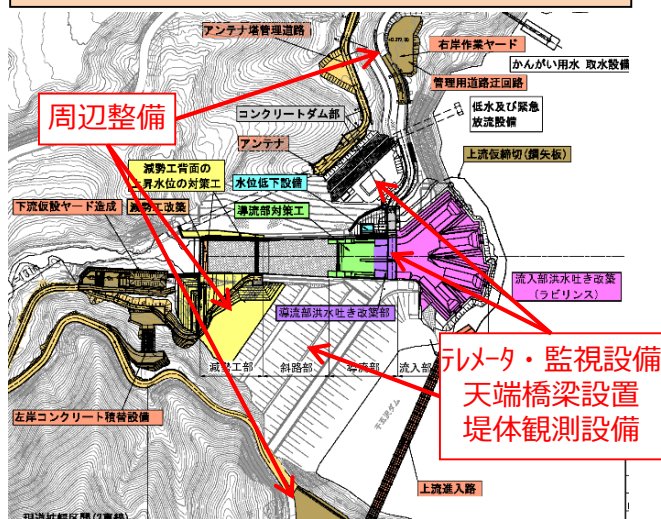 アンテナ塔管理道路
右岸作業ヤード
かんがい用水 取水設備
管理用道路迂回路
周辺整備
コンクリートダム部
低水及び緊急
放流設備
アンテナ
上流仮締切(鋼矢板)
減勢工背面の
上昇水位の対策工
水位低下設備
下流仮設ヤード造成
減勢工改築
導流部対策工
流入部洪水吐き改築
(ラビリンス)
導流部洪水吐き改築部
減勢工部
斜路部
導流部
流入部
テレメータ・監視設備
天端橋梁設置
堤体観測設備
千五沢ダム
左岸コンクリート積替設備
上流進入路